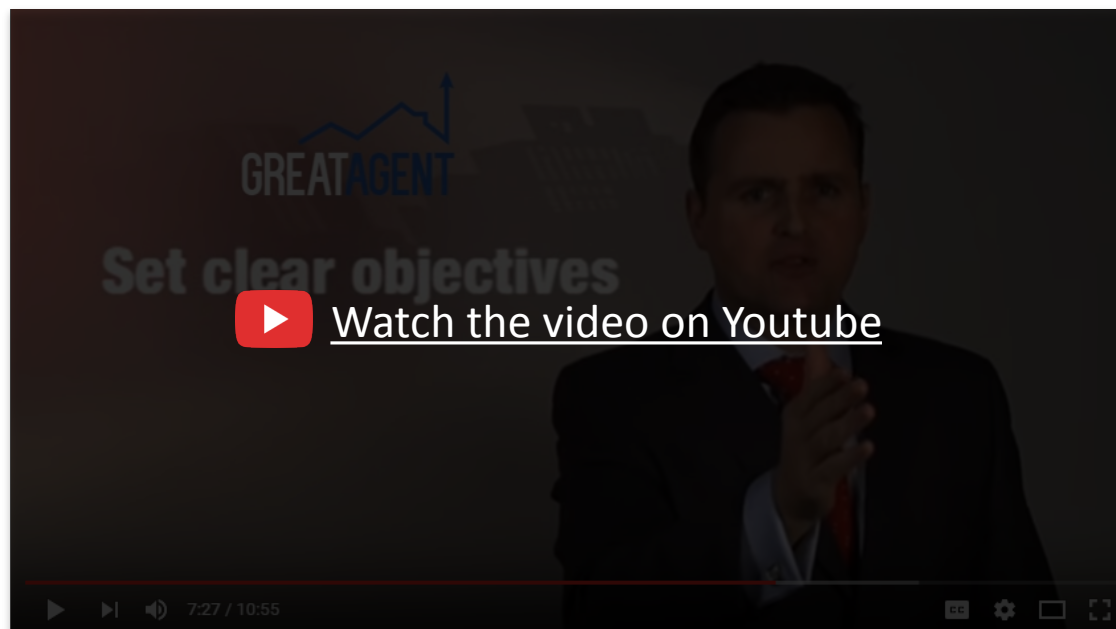 GREATAGENT
Set clear objectives
Watch the video on Youtube
7:27 / 10:55
CC